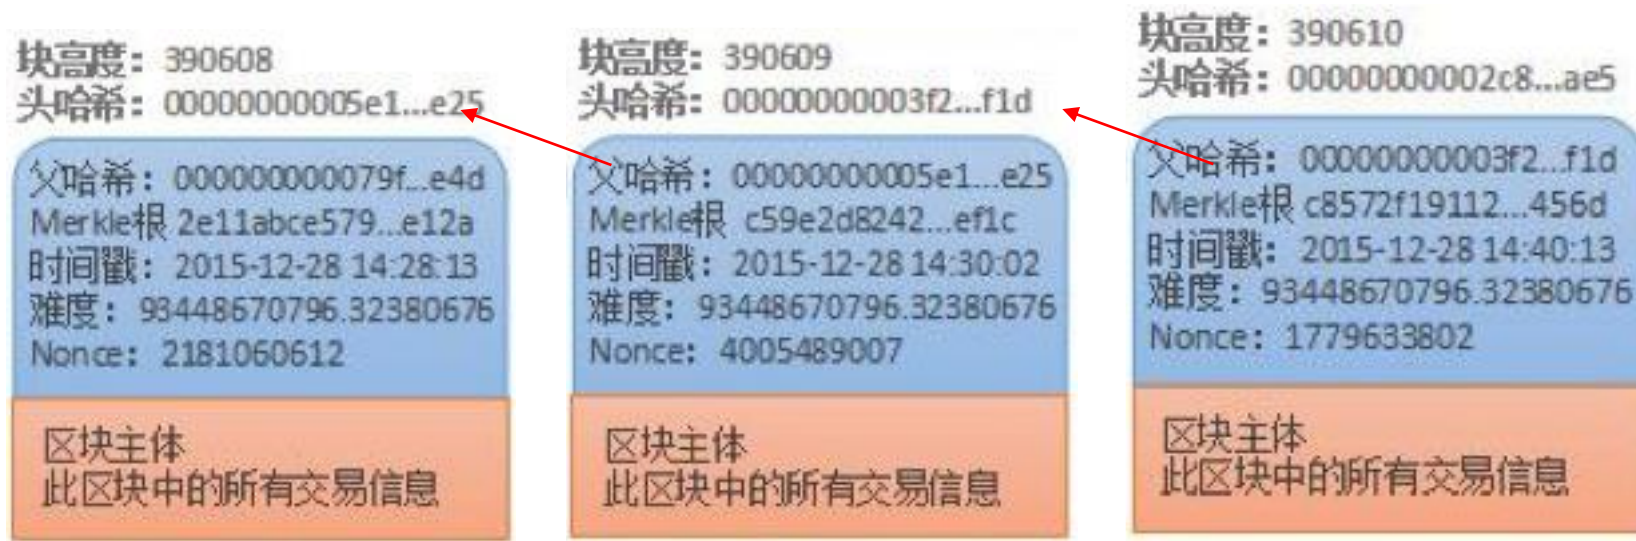 块高度：390608
头哈希：00000000005e1...e25
父哈希：000000000079f...e4d
Merkle根 2e11abce579...e12a
时间戳：2015-12-28 14:28:13
难度：93448670796.32380676
Nonce：2181060612
区块主体
此区块中的所有交易信息
块高度：390609
头哈希：00000000003f2...f1d
父哈希：00000000005e1...e25
Merkle根 c59e2d8242...ef1c
时间戳：2015-12-28 14:30:02
难度：93448670796.32380676
Nonce：4005489007
区块主体
此区块中的所有交易信息
块高度：390610
头哈希：00000000002c8...ae5
父哈希：00000000003f2...f1d
Merkle根 c8572f19112...456d
时间戳：2015-12-28 14:40:13
难度：93448670796.32380676
Nonce：1779633802
区块主体
此区块中的所有交易信息